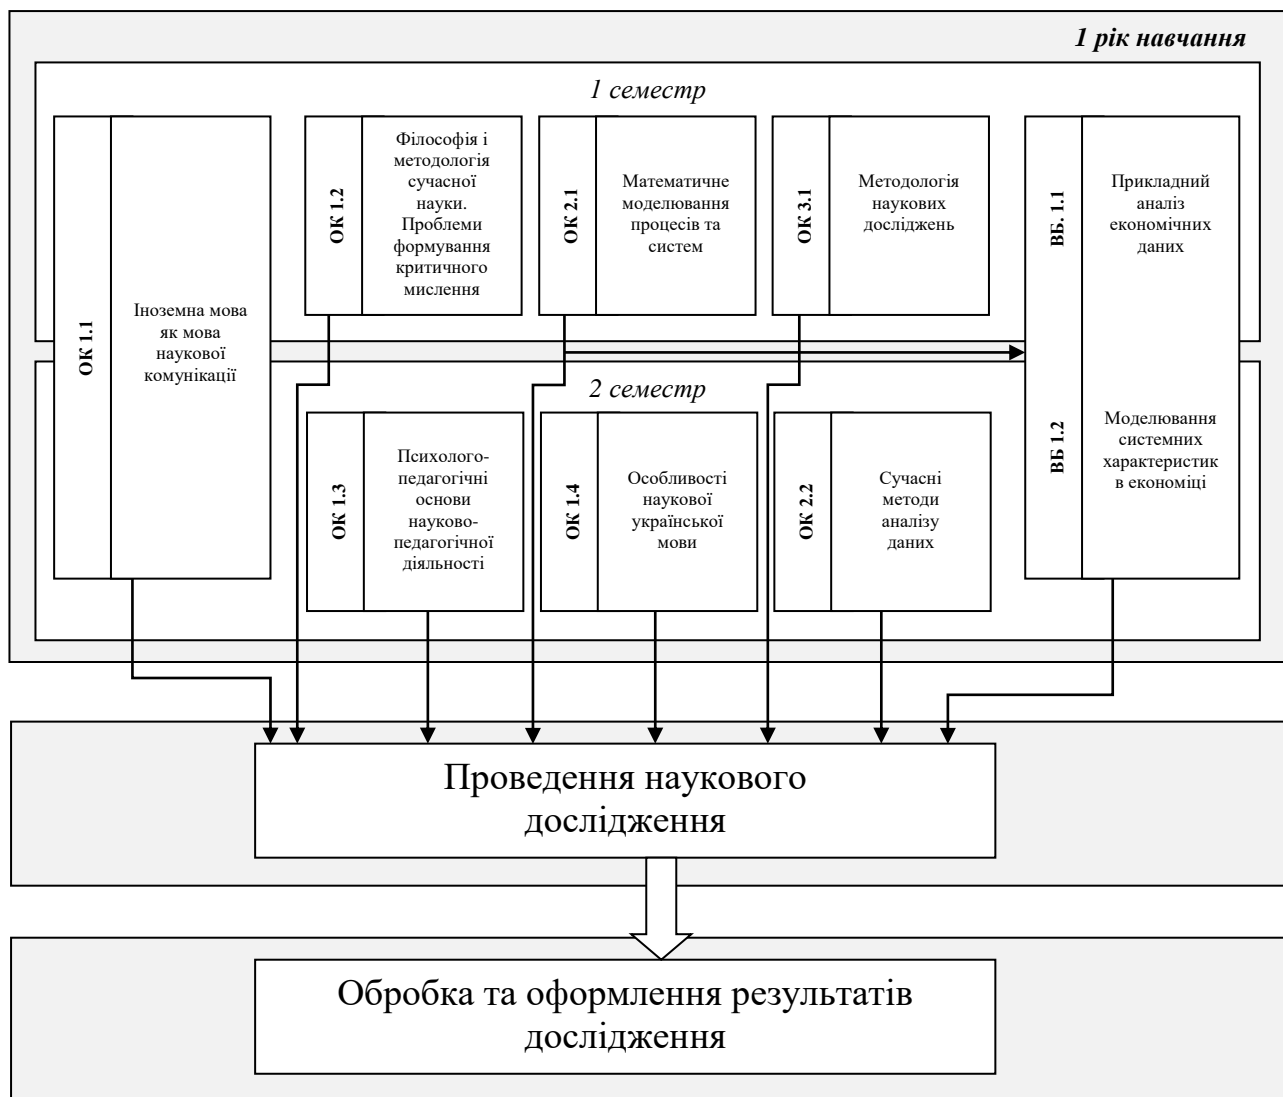 1 рік навчання
1 семестр
ОК 1.1
Іноземна мова
як мова
наукової
комунікації
ОК 1.2
Філософія і
методологія
сучасної
науки.
Проблеми
формування
критичного
мислення
ОК 2.1
Математичне
моделювання
процесів та
систем
ОК 3.1
Методологія
наукових
досліджень
ВБ. 1.1
Прикладний
аналіз
економічних
даних
2 семестр
ОК 1.3
Психолого-
педагогічні
основи
науково-
педагогічної
діяльності
ОК 1.4
Особливості
наукової
української
мови
ОК 2.2
Сучасні
методи
аналізу
даних
ВБ 1.2
Моделювання
системних
характеристик
в економіці
Проведення наукового
дослідження
Обробка та оформлення результатів
дослідження